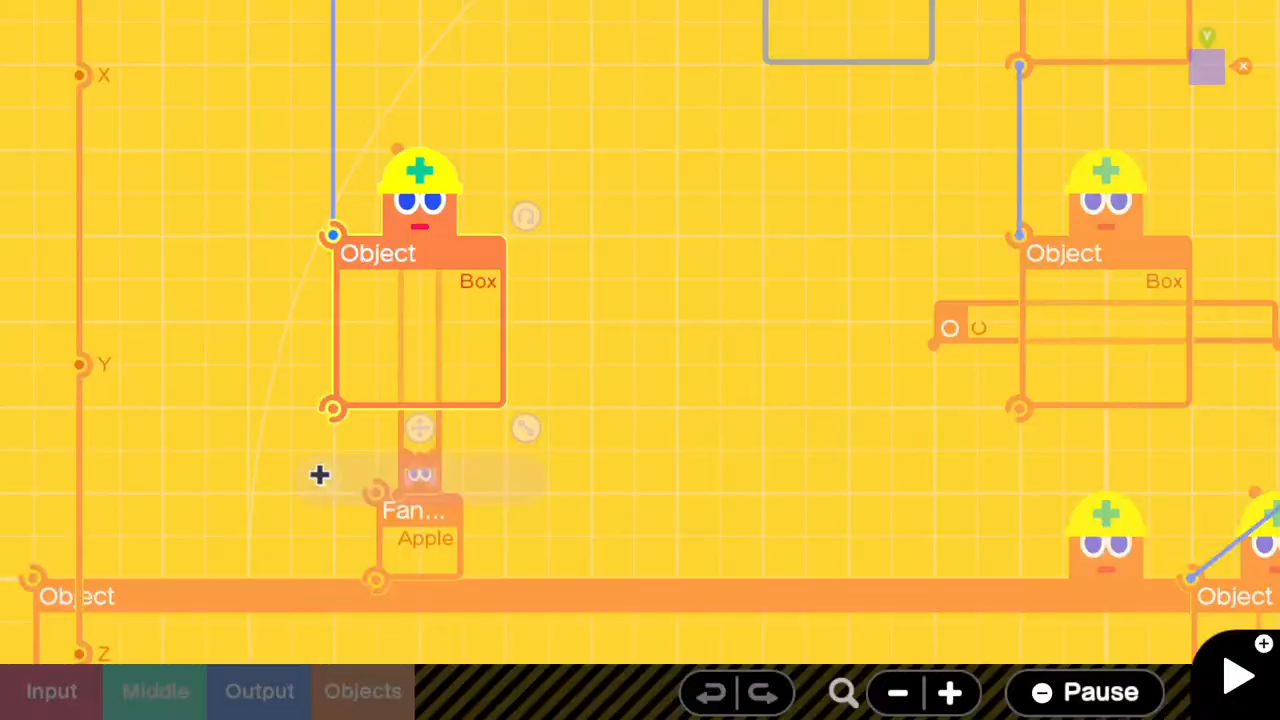 X
Y
X
Object
Box
Object
Box
Y
Fan...
Apple
Object
Object
Z
Input
Middle
Output
Objects
Pause